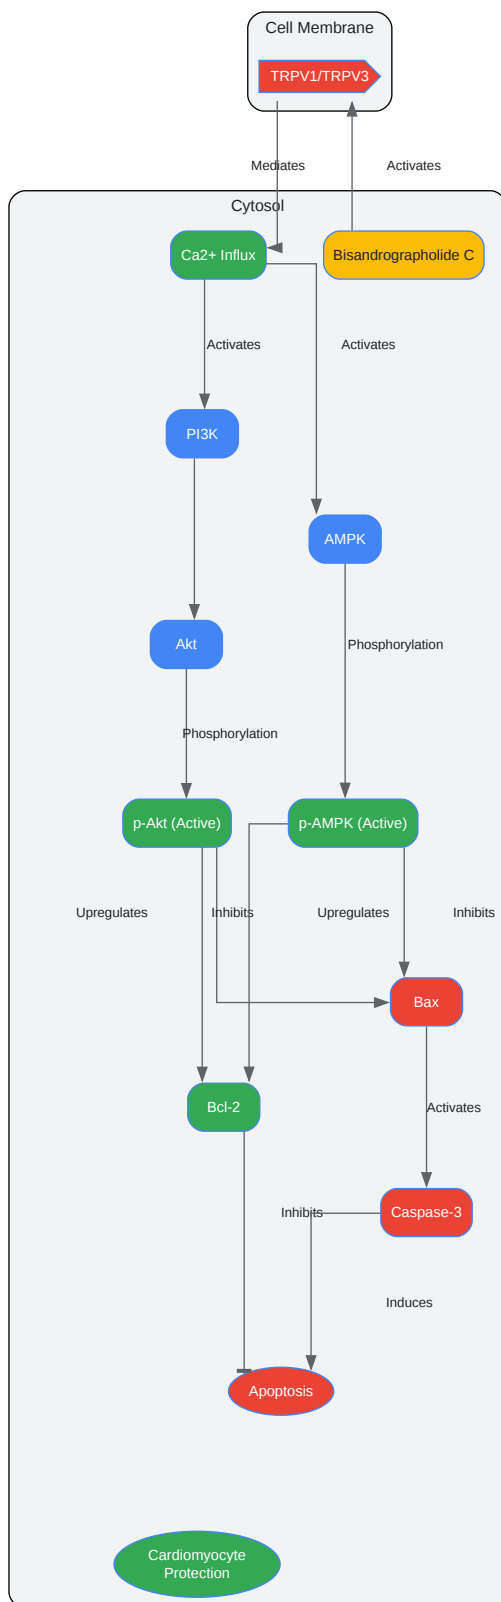 Cell Membrane
TRPV1/TRPV3
Mediates
Activates
Cytosol
Ca2+ Influx
Bisandrographolide C
Activates
Activates
PI3K
AMPK
Akt
Phosphorylation
Phosphorylation
p-Akt (Active)
p-AMPK (Active)
Upregulates
Inhibits
Upregulates
Inhibits
Bax
Bcl-2
Activates
Inhibits
Caspase-3
Induces
Apoptosis
Cardiomyocyte
Protection